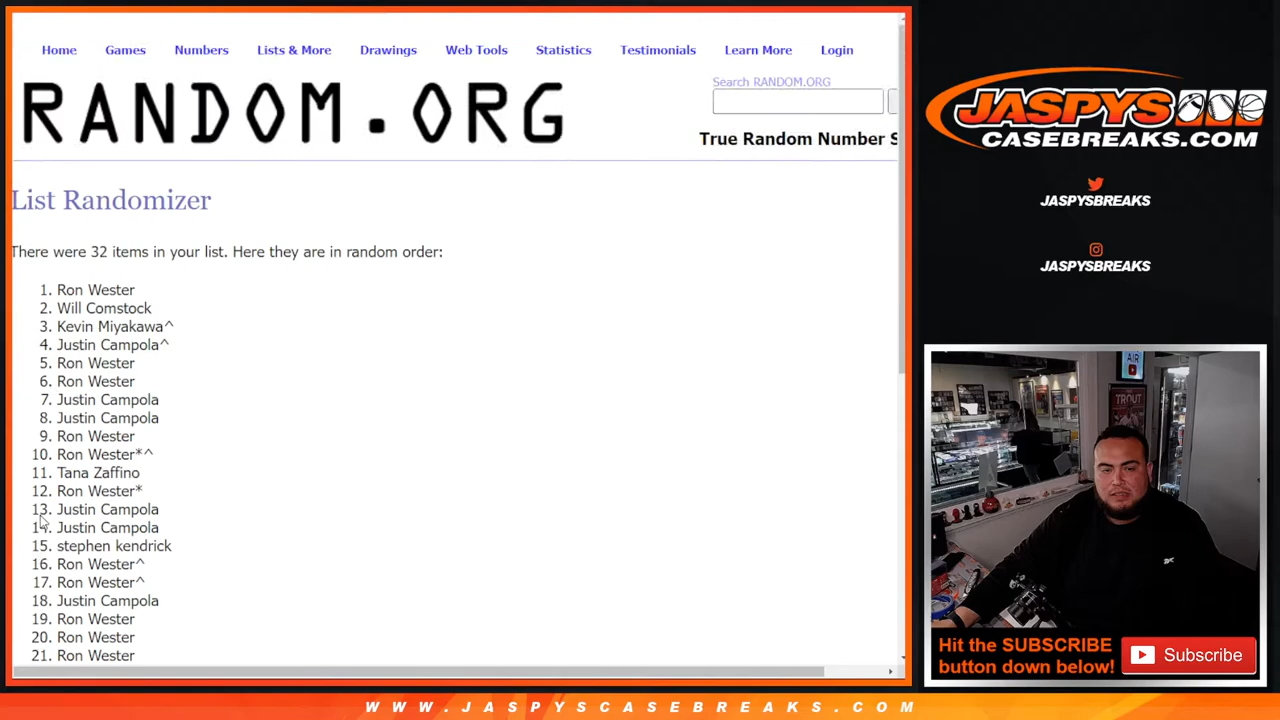 Home Games Numbers Lists & More Drawings Web Tools Statistics Testimonials Learn More Login
Search RANDOM.ORG
RANDOM.ORG
True Random Number S
List Randomizer
There were 32 items in your list. Here they are in random order:
1. Ron Wester
2. Will Comstock
3. Kevin Miyakawa^
4. Justin Campola^
5. Ron Wester
6. Ron Wester
7. Justin Campola
8. Justin Campola
9. Ron Wester
10. Ron Wester*^
11. Tana Zaffino
12. Ron Wester*
13. Justin Campola
14. Justin Campola
15. stephen kendrick
16. Ron Wester^
17. Ron Wester^
18. Justin Campola
19. Ron Wester
20. Ron Wester
21. Ron Wester
JASPYS
CASEBREAKS.COM
JASPYSBREAKS
JASPYSBREAKS
AIR
TROUT
Hit the SUBSCRIBE
button down below!
Subscribe
WWW.JASPYSCASEBREAKS.COM